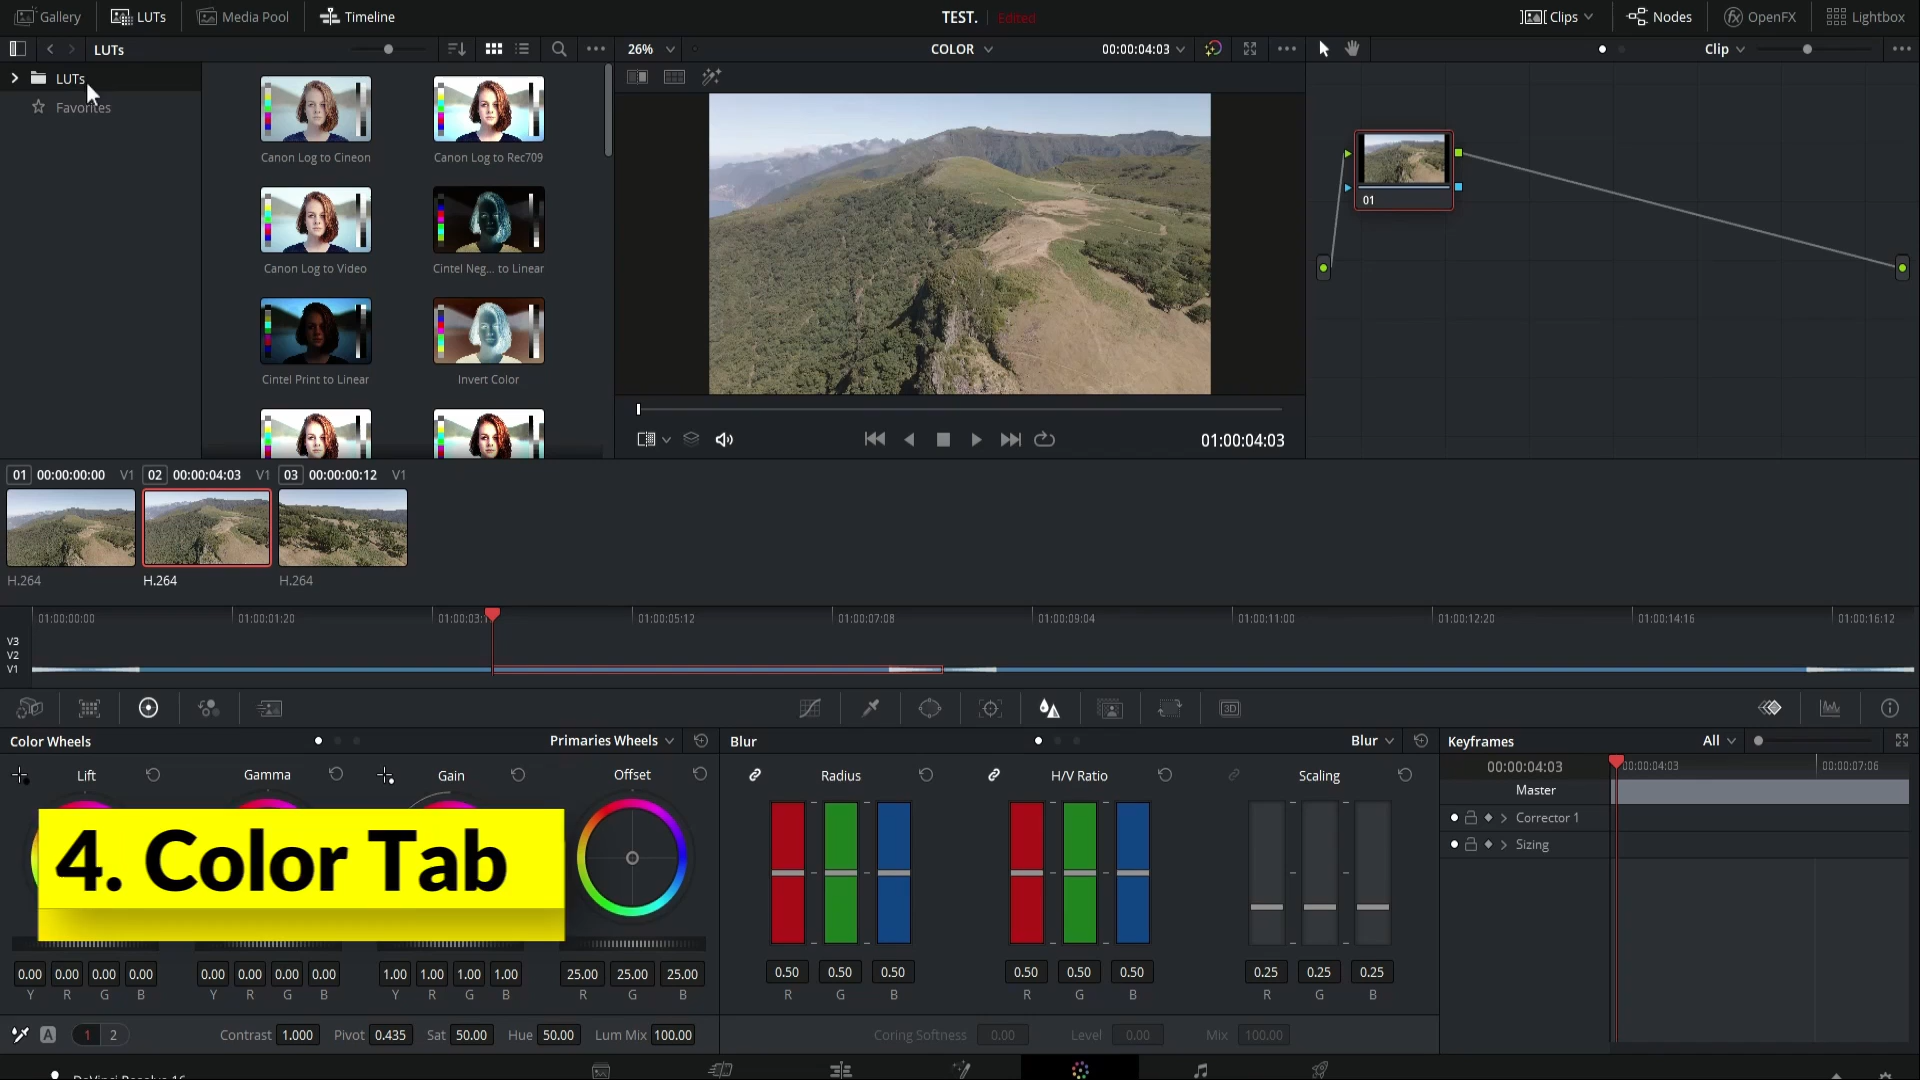 Gallery LUTs Media Pool Timeline TEST. Edited Clips Nodes OpenFX Lightbox
LUTs 26% COLOR 00:00:04:03 Clip
LUTs
Favorites
Canon Log to Cineon Canon Log to Rec709
Canon Log to Video Cintel Neg... to Linear
Cintel Print to Linear Invert Color
01
01:00:04:03
01 00:00:00:00 V1 02 00:00:04:03 V1 03 00:00:00:12 V1
H.264 H.264 H.264
01:00:00:00 01:00:01:20 01:00:03:1 01:00:05:12 01:00:07:08 01:00:09:04 01:00:11:00 01:00:12:20 01:00:14:16 01:00:16:12
V3
V2
V1
3D
Color Wheels Primaries Wheels Blur Blur Keyframes All
Lift Gamma Gain Offset Radius H/V Ratio Scaling
00:00:04:03 00:00:04:03 00:00:07:06
Master
Corrector 1
Sizing
4. Color Tab
0.00 0.00 0.00 0.00 0.00 0.00 0.00 0.00 1.00 1.00 1.00 1.00 25.00 25.00 25.00 0.50 0.50 0.50 0.50 0.50 0.50 0.25 0.25 0.25
Y R G B Y R G B Y R G B R G B R G B R G B R G B
A 1 2 Contrast 1.000 Pivot 0.435 Sat 50.00 Hue 50.00 Lum Mix 100.00 Coring Softness 0.00 Level 0.00 Mix 100.00
DaVinci Resolve 16